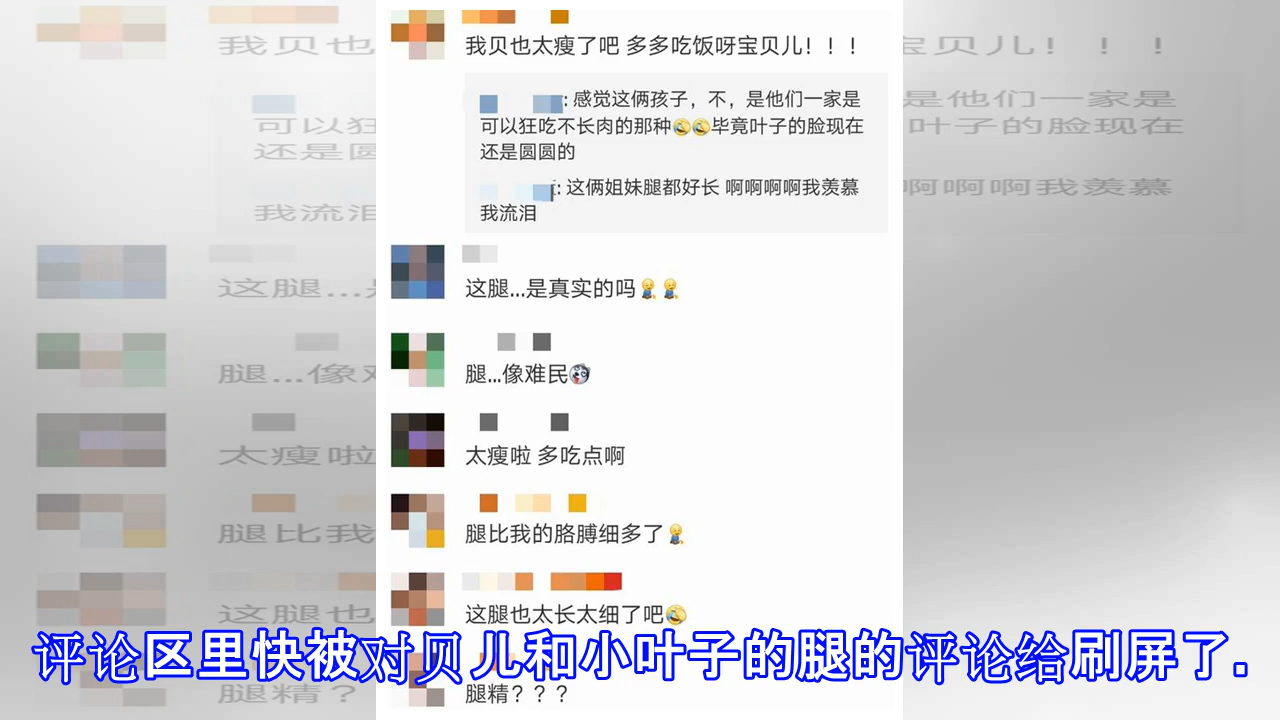 我贝也太瘦了吧 多多吃饭呀宝贝儿！！！
: 感觉这俩孩子，不，是他们一家是
可以狂吃不长肉的那种毕竟叶子的脸现在
还是圆圆的
: 这俩姐妹腿都好长 啊啊啊啊我羡慕
我流泪
这腿...是真实的吗
腿...像难民
太瘦啦 多吃点啊
腿比我的胳膊细多了
这腿也太长太细了吧
评论区里快被对贝儿和小叶子的腿的评论给刷屏了.
腿精？？？